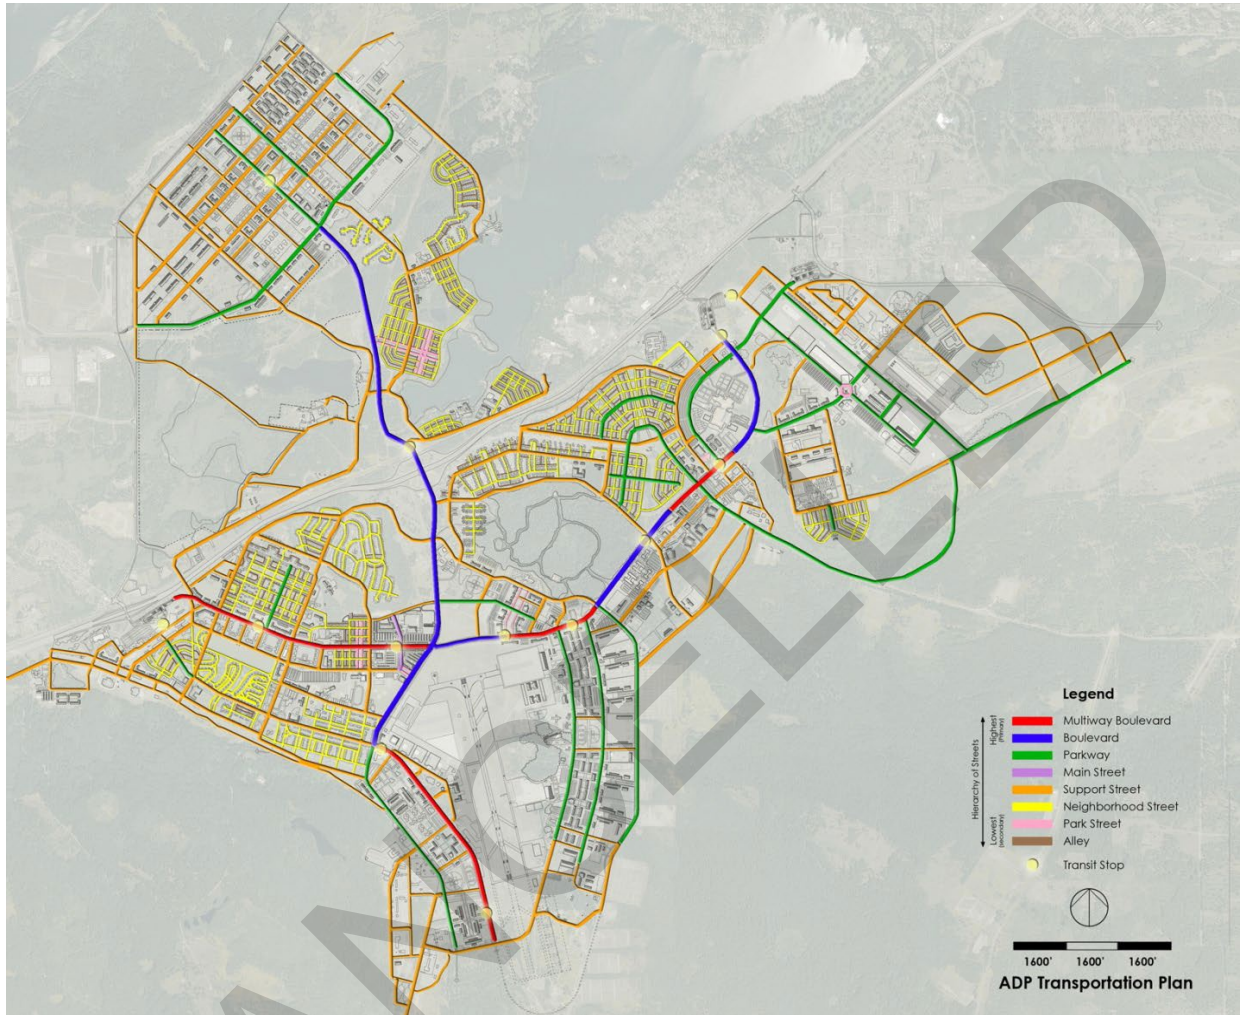 CANCELLED
Legend
Multiway Boulevard
Boulevard
Parkway
Main Street
Support Street
Neighborhood Street
Park Street
Alley
Transit Stop
Hierarchy of Streets
Highest
(Primary)
Lowest
(secondary)
1600' 1600' 1600'
ADP Transportation Plan